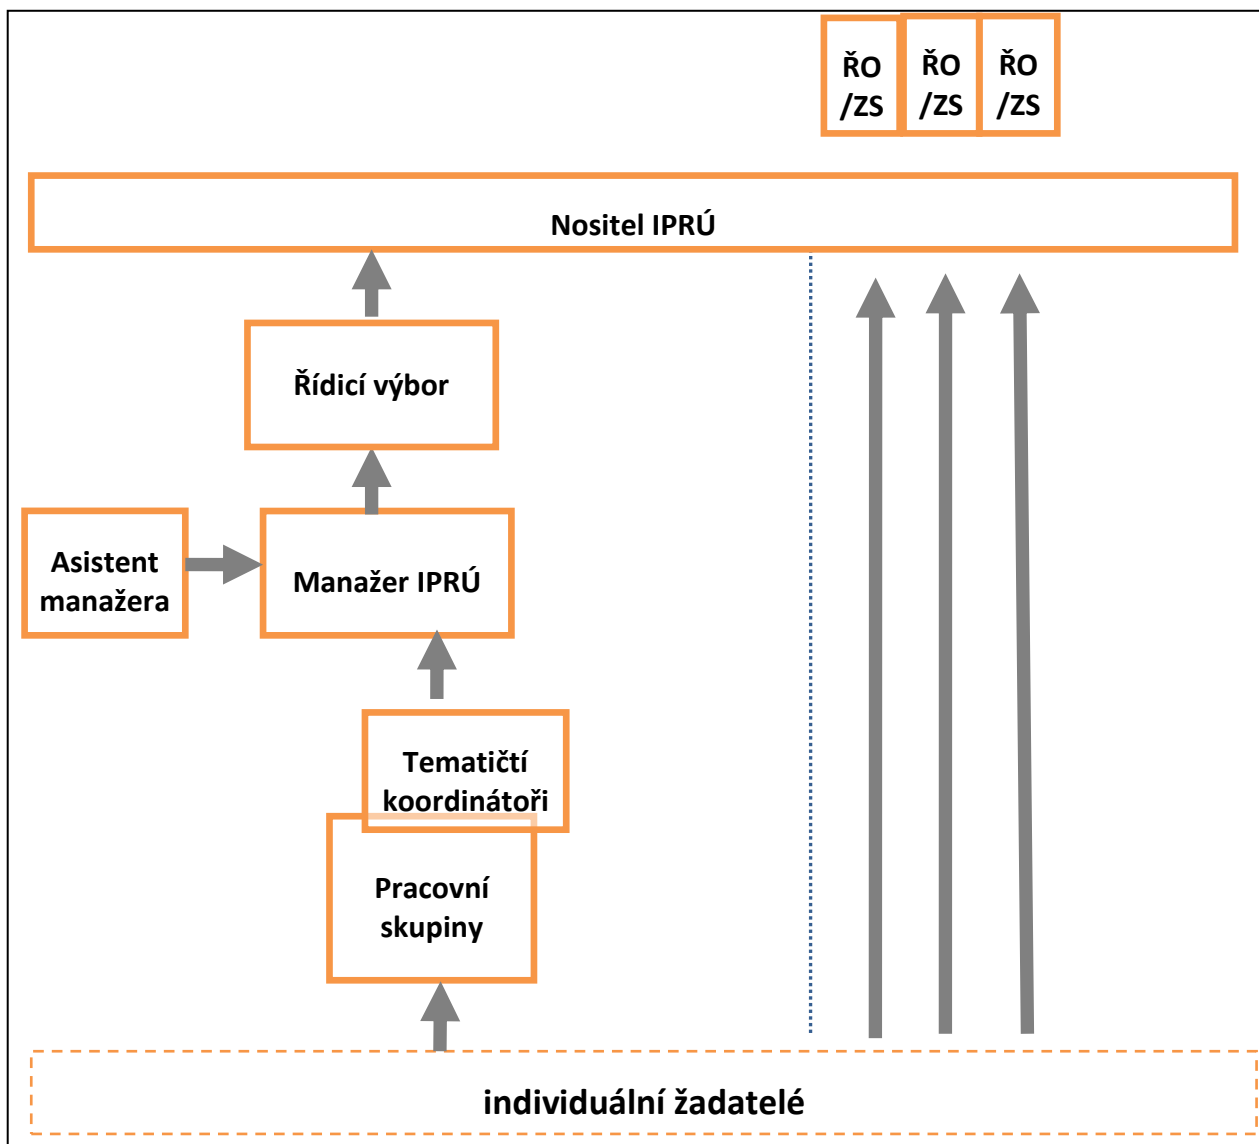 ŘO
/ZS
ŘO
/ZS
ŘO
/ZS
Nositel IPRÚ
Řídicí výbor
Asistent
manažera
Manažer IPRÚ
Tematičtí
koordinátoři
Pracovní
skupiny
individuální žadatelé